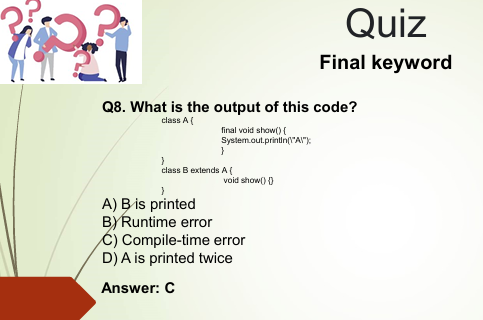 Quiz
Final keyword
Q8. What is the output of this code?
class A {
final void show() {
System.out.println(\"A\");
}
}
class B extends A {
void show() {}
}
A) B is printed
B) Runtime error
C) Compile-time error
D) A is printed twice
Answer: C